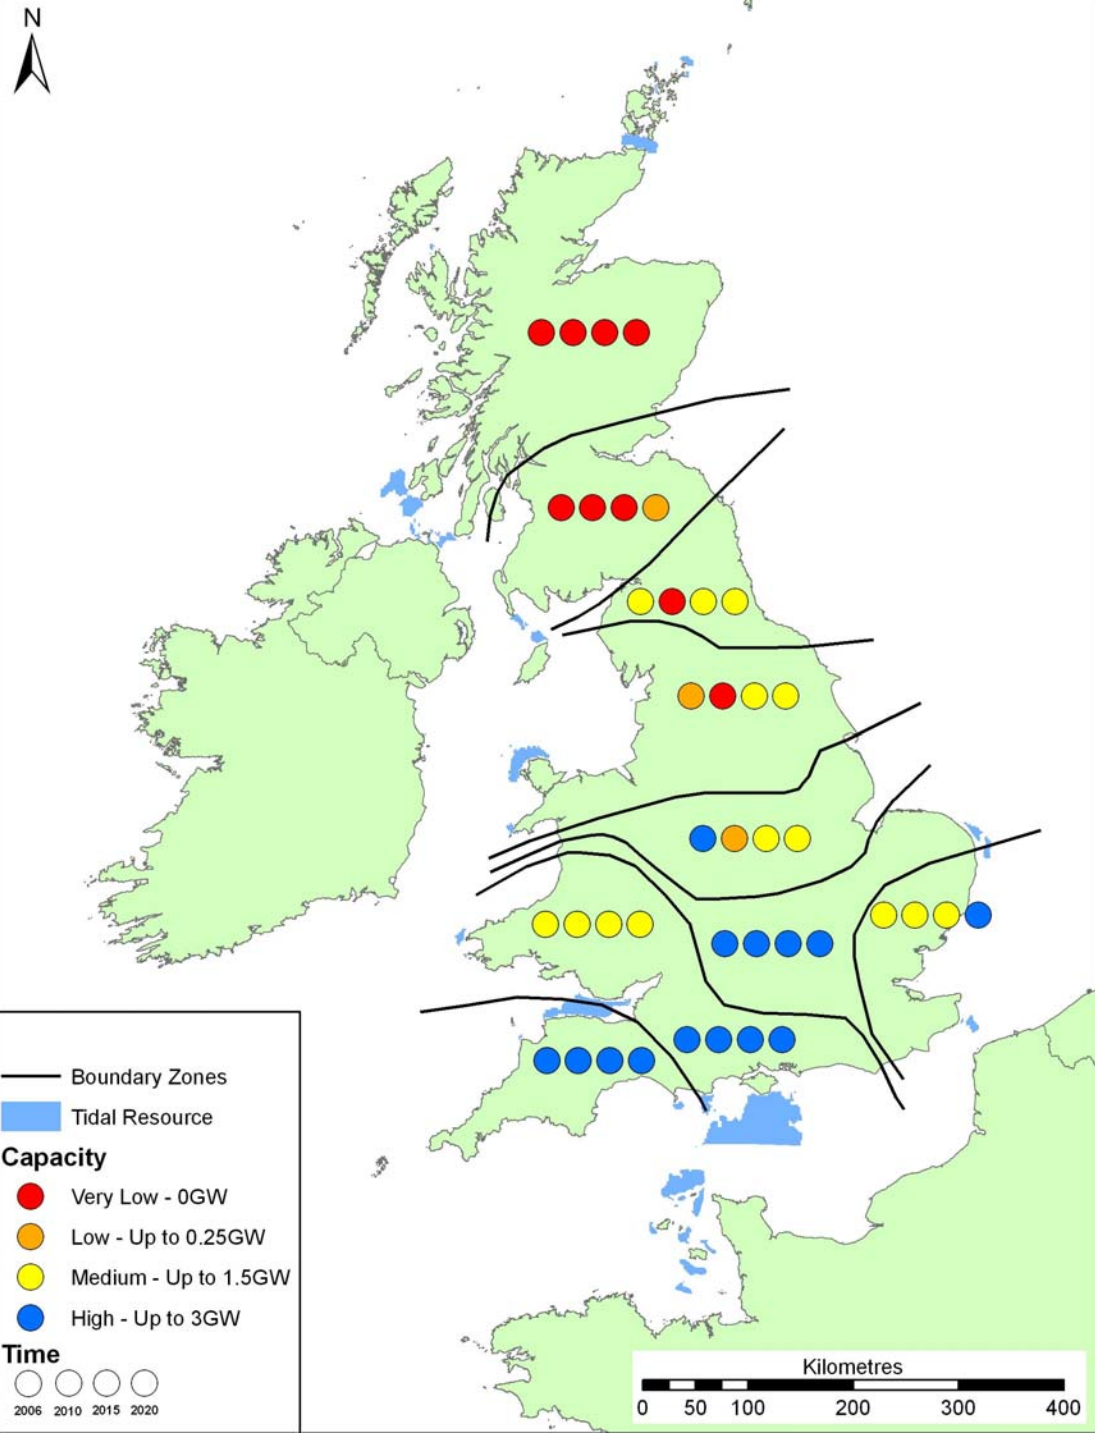 N
Boundary Zones
Tidal Resource
Capacity
Very Low - 0GW
Low - Up to 0.25GW
Medium - Up to 1.5GW
High - Up to 3GW
Time
2006 2010 2015 2020
Kilometres
0 50 100 200 300 400